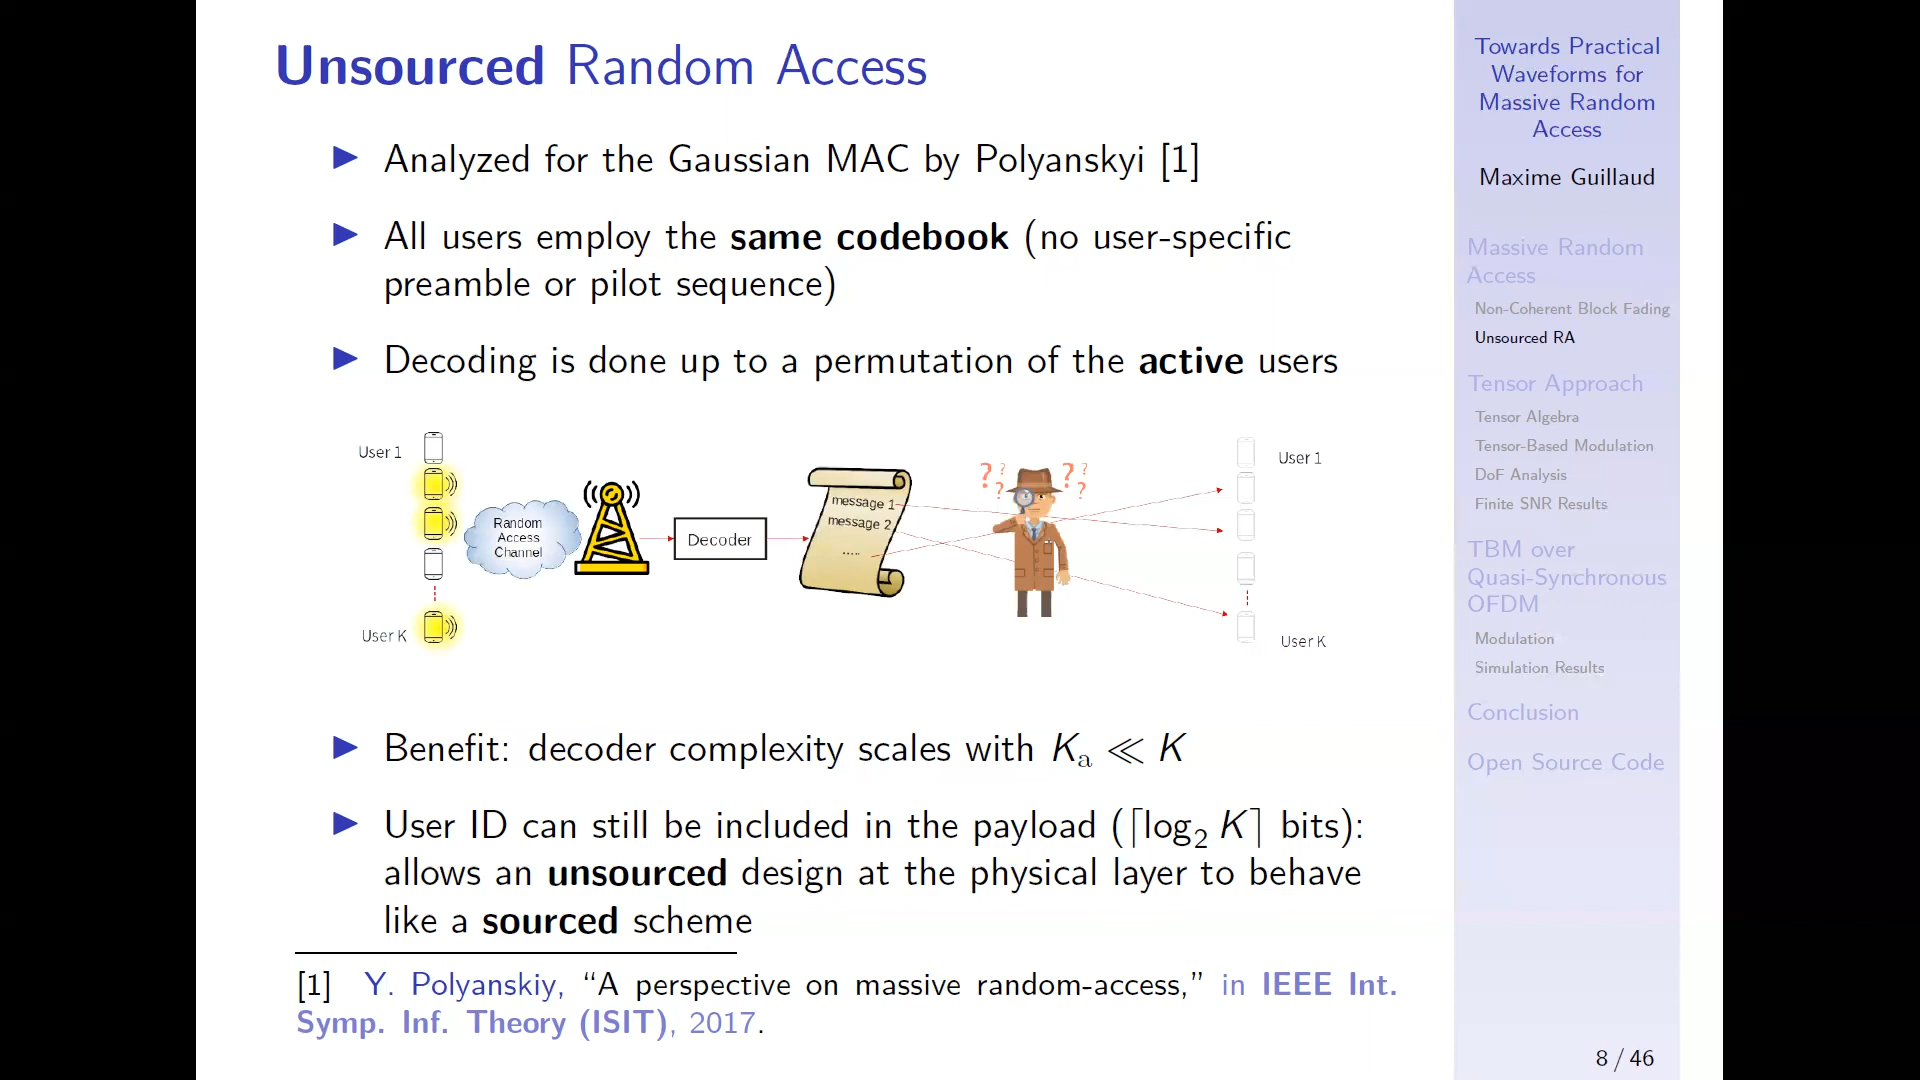 Unsourced Random Access
Analyzed for the Gaussian MAC by Polyanskyi [1]
All users employ the same codebook (no user-specific
preamble or pilot sequence)
Decoding is done up to a permutation of the active users
User 1
User K
Random
Access
Channel
Decoder
message 1
message 2
.....
? ? ?
? ? ?
User 1
User K
Benefit: decoder complexity scales with Kₐ ≪ K
User ID can still be included in the payload (⌈log₂ K⌉ bits):
allows an unsourced design at the physical layer to behave
like a sourced scheme
[1] Y. Polyanskiy, “A perspective on massive random-access,” in IEEE Int.
Symp. Inf. Theory (ISIT), 2017.
Towards Practical
Waveforms for
Massive Random
Access
Maxime Guillaud
Massive Random
Access
Non-Coherent Block Fading
Unsourced RA
Tensor Approach
Tensor Algebra
Tensor-Based Modulation
DoF Analysis
Finite SNR Results
TBM over
Quasi-Synchronous
OFDM
Modulation
Simulation Results
Conclusion
Open Source Code
8 / 46